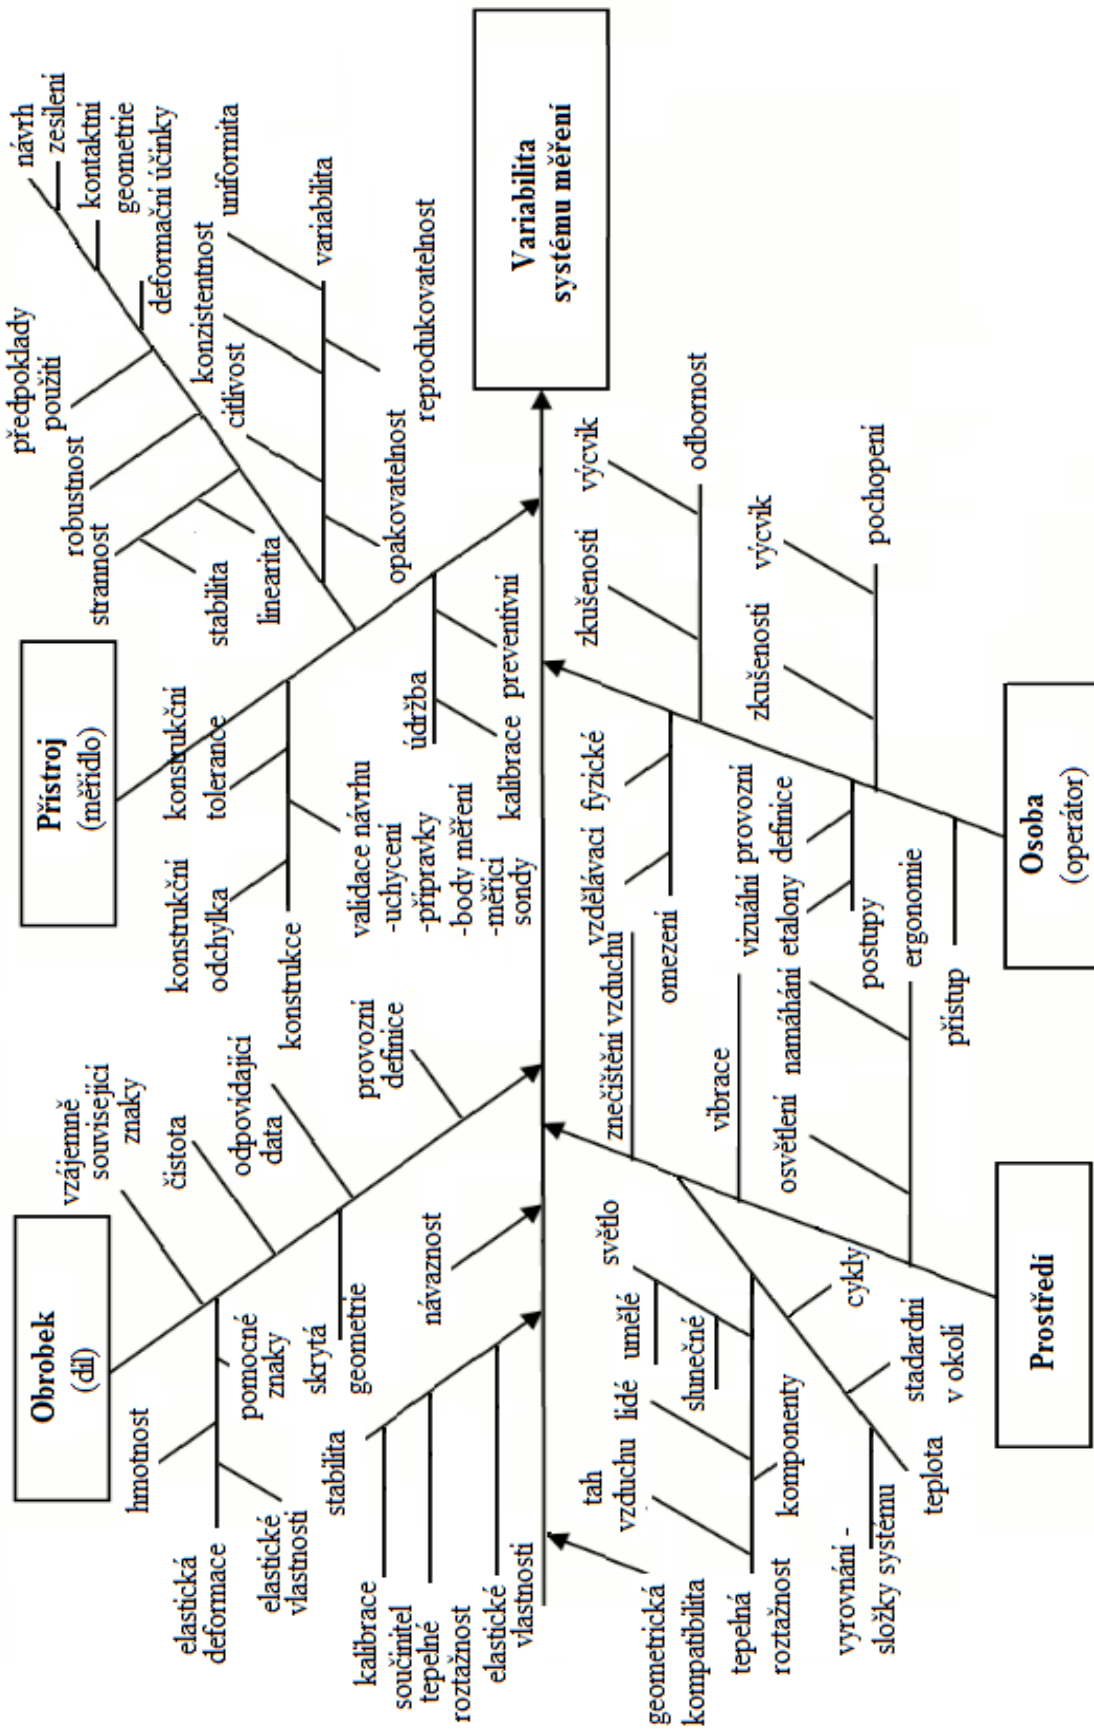 Obrobek
(díl)
Přístroj
(měřidlo)
vzájemně
související
znaky
čistota
odpovídající
data
provozní
definice
hmotnost
elastická
deformace
elastické
vlastnosti
pomocné
znaky
skrytá
geometrie
stabilita
kalibrace
součinitel
tepelné
roztažnost
elastické
vlastnosti
návaznost
konstrukční
odchylka
konstrukční
tolerance
konstrukce
validace návrhu
-uchycení
-přípravky
-body měření
-měřící
sondy
předpoklady
použití
robustnost
strannost
stabilita
linearita
návrh
zesílení
kontaktní
geometrie
deformační účinky
citlivost
konzistentnost
uniformita
variabilita
opakovatelnost
reprodukovatelnost
údržba
kalibrace
preventivní
Variabilita
systému měření
geometrická
kompatibilita
tah
vzduchu
lidé
umělé
světlo
slunečné
tepelná
roztažnost
komponenty
cykly
vyrovnání -
složky systému
teplota
stadardní
v okolí
znečištění vzduchu
vibrace
osvětlení
namáhání
ergonomie
Prostředí
vzdělávací
fyzické
omezení
zkušenosti
výcvik
odbornost
vizuální
etalony
provozní
definice
postupy
zkušenosti
výcvik
pochopení
přístup
Osoba
(operátor)